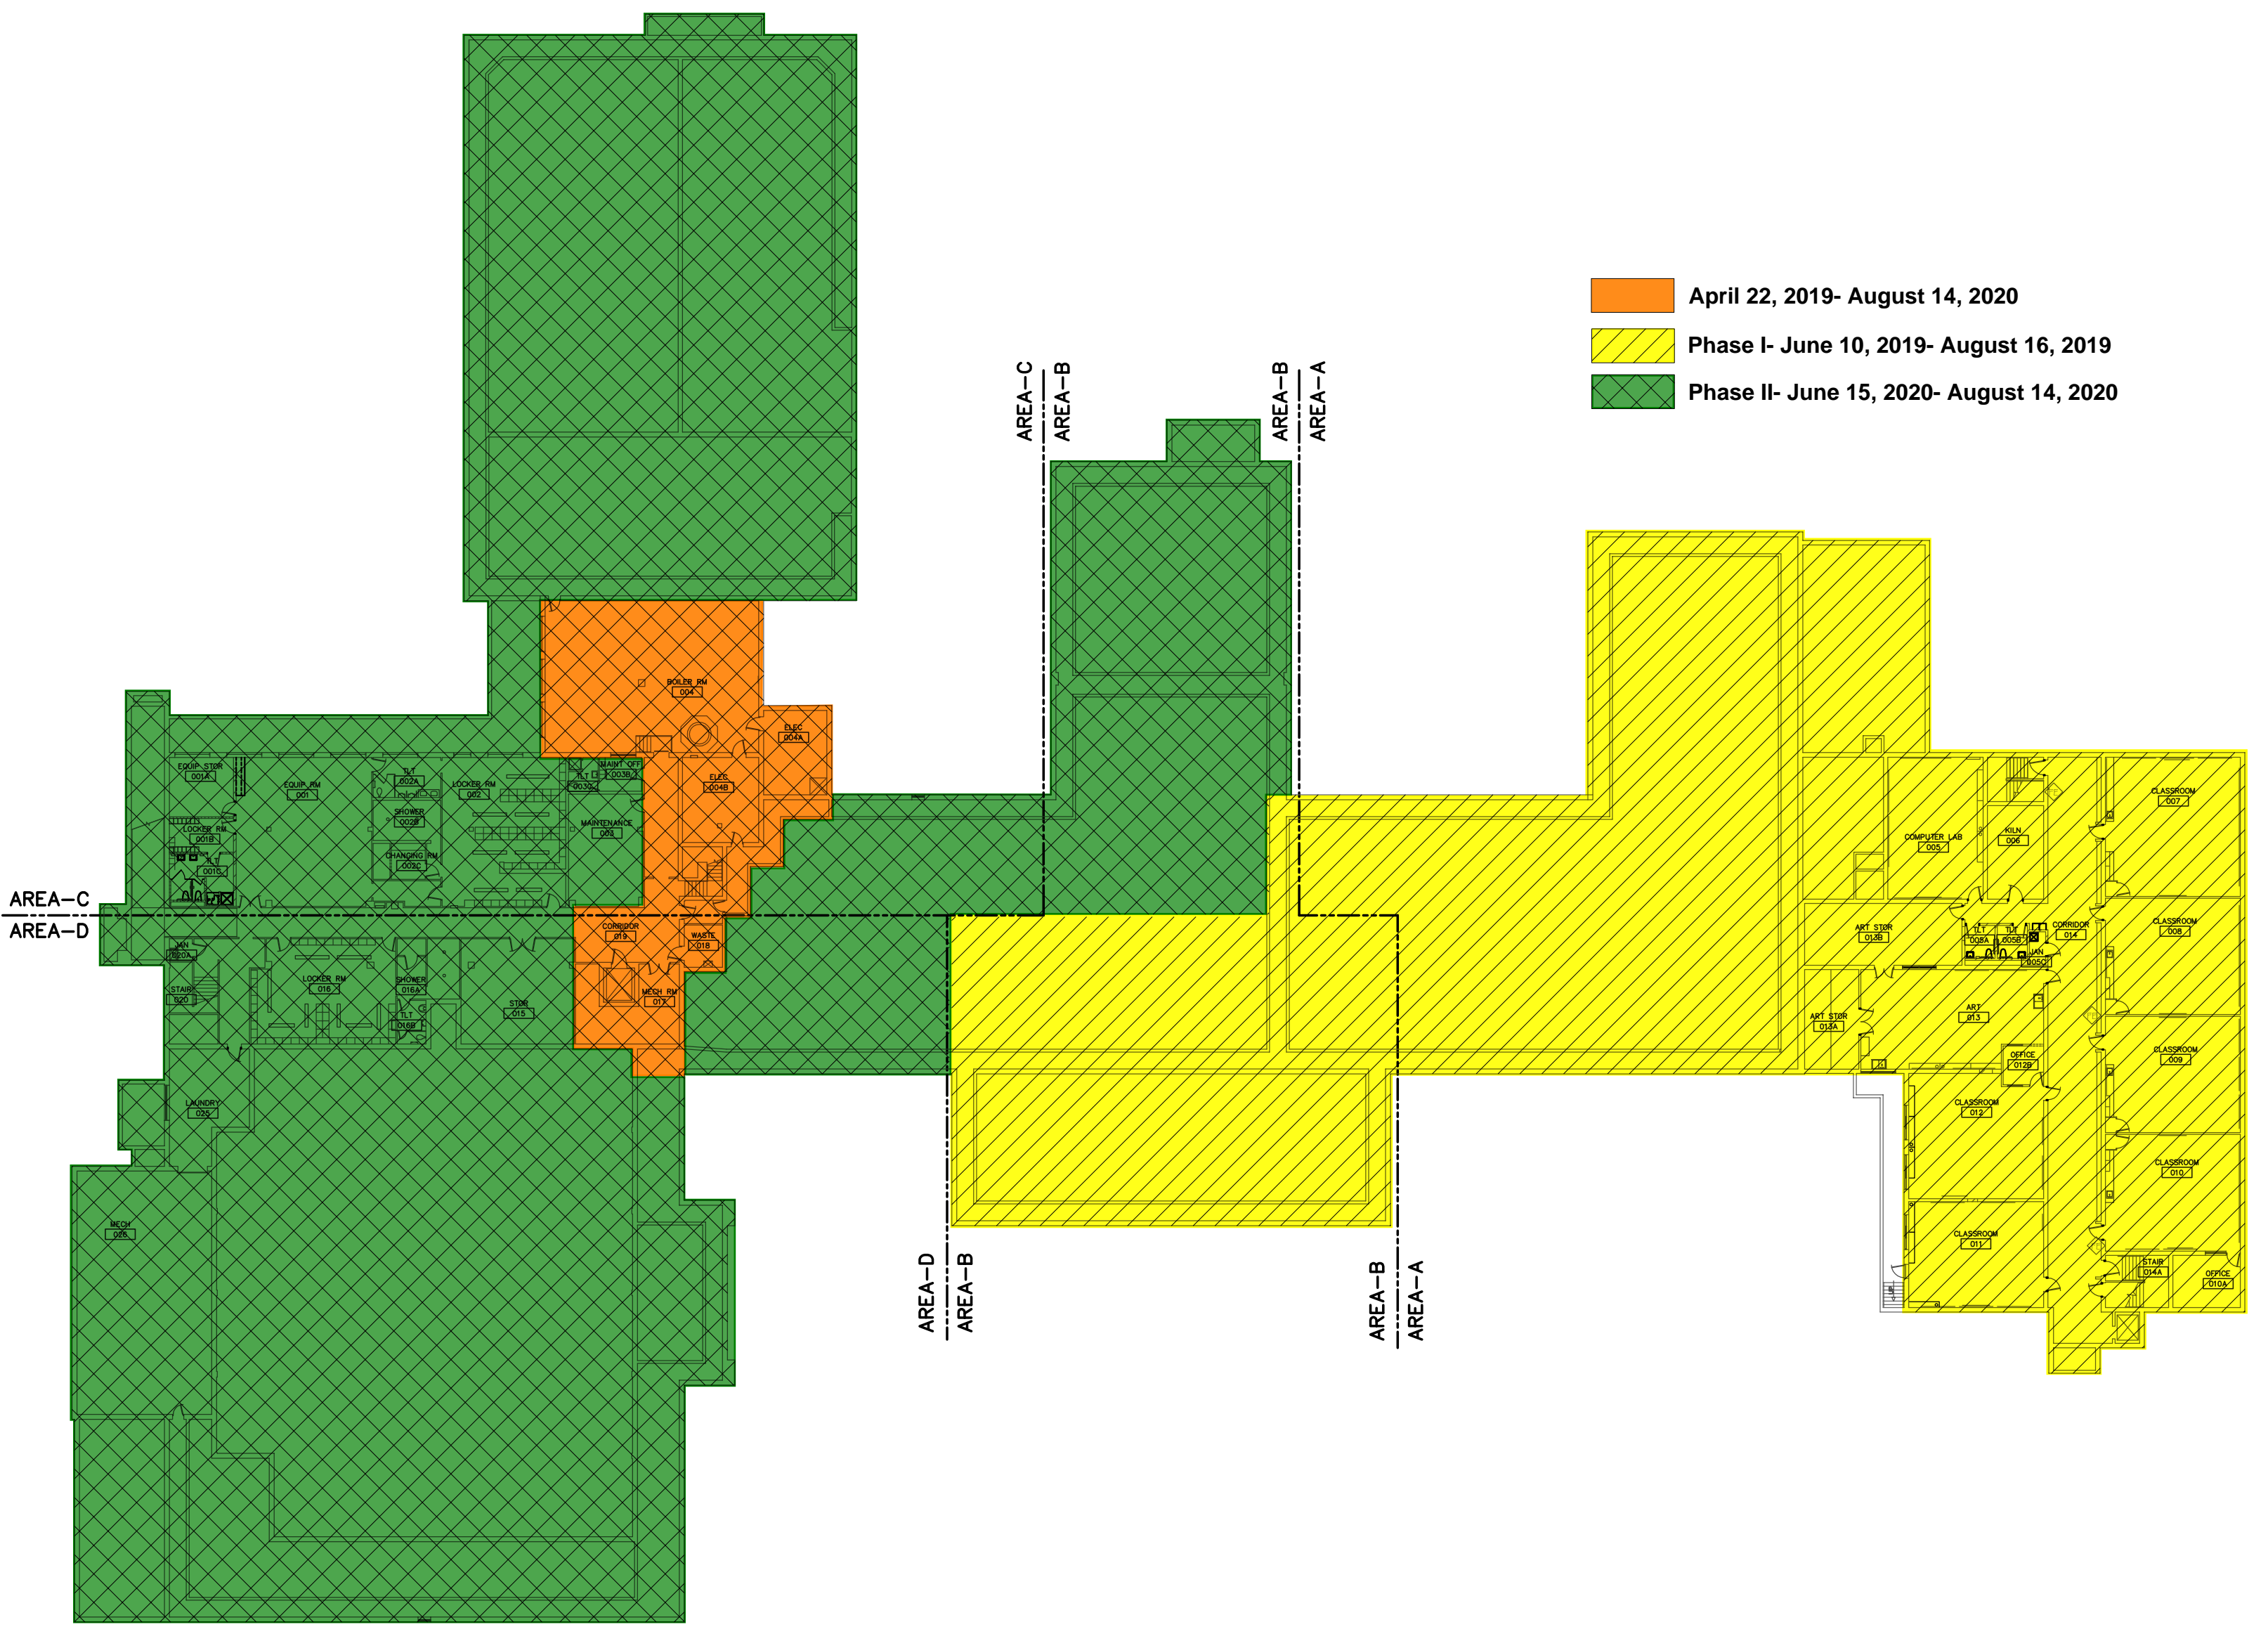 April 22, 2019- August 14, 2020
Phase I- June 10, 2019- August 16, 2019
Phase II- June 15, 2020- August 14, 2020
AREA-C
AREA-B
AREA-B
AREA-A
BOILER RM
004
ELEC
004A
ELEC
004B
EQUIP STOR
001A
EQUIP RM
001
TLT
002A
LOCKER RM
002
TLT
003C
MAINT OFF
003B
SHOWER
002B
MAINTENANCE
003
LOCKER RM
001B
TLT
001C
CHANGING RM
002C
CLASSROOM
007
COMPUTER LAB
005
KILN
006
AREA-C
AREA-D
CORRIDOR
019
WASTE
018
JAN
020A
STAIR
020
LOCKER RM
016
SHOWER
016A
TLT
016B
STOR
015
MECH RM
017
ART STOR
013B
TLT
005A
TLT
005B
JAN
005C
CORRIDOR
014
CLASSROOM
008
ART STOR
013A
ART
013
OFFICE
012B
CLASSROOM
009
LAUNDRY
025
CLASSROOM
012
CLASSROOM
010
MECH
026
CLASSROOM
011
STAIR
014A
OFFICE
010A
AREA-D
AREA-B
AREA-B
AREA-A